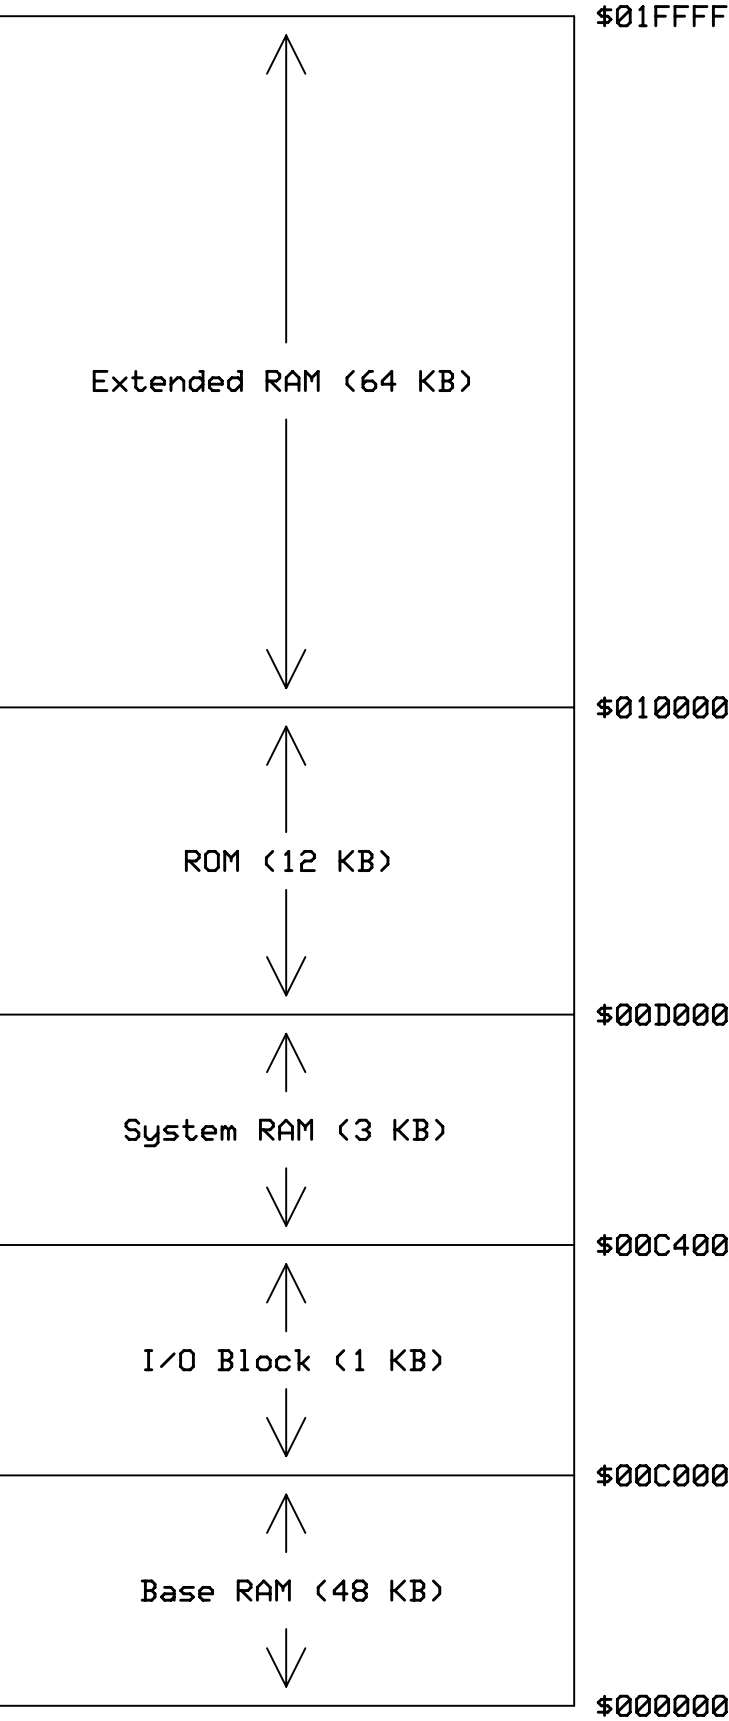 $01FFFF
Extended RAM (64 KB)
$010000
ROM (12 KB)
$00D000
System RAM (3 KB)
$00C400
I/O Block (1 KB)
$00C000
Base RAM (48 KB)
$000000